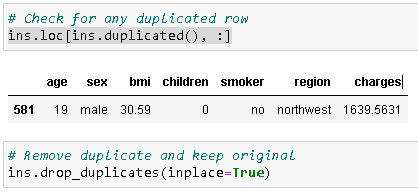 # Check for any duplicated row
ins.loc[ins.duplicated(), :]
age sex bmi children smoker region charges
581 19 male 30.59 0 no northwest 1639.5631
# Remove duplicate and keep original
ins.drop_duplicates(inplace=True)